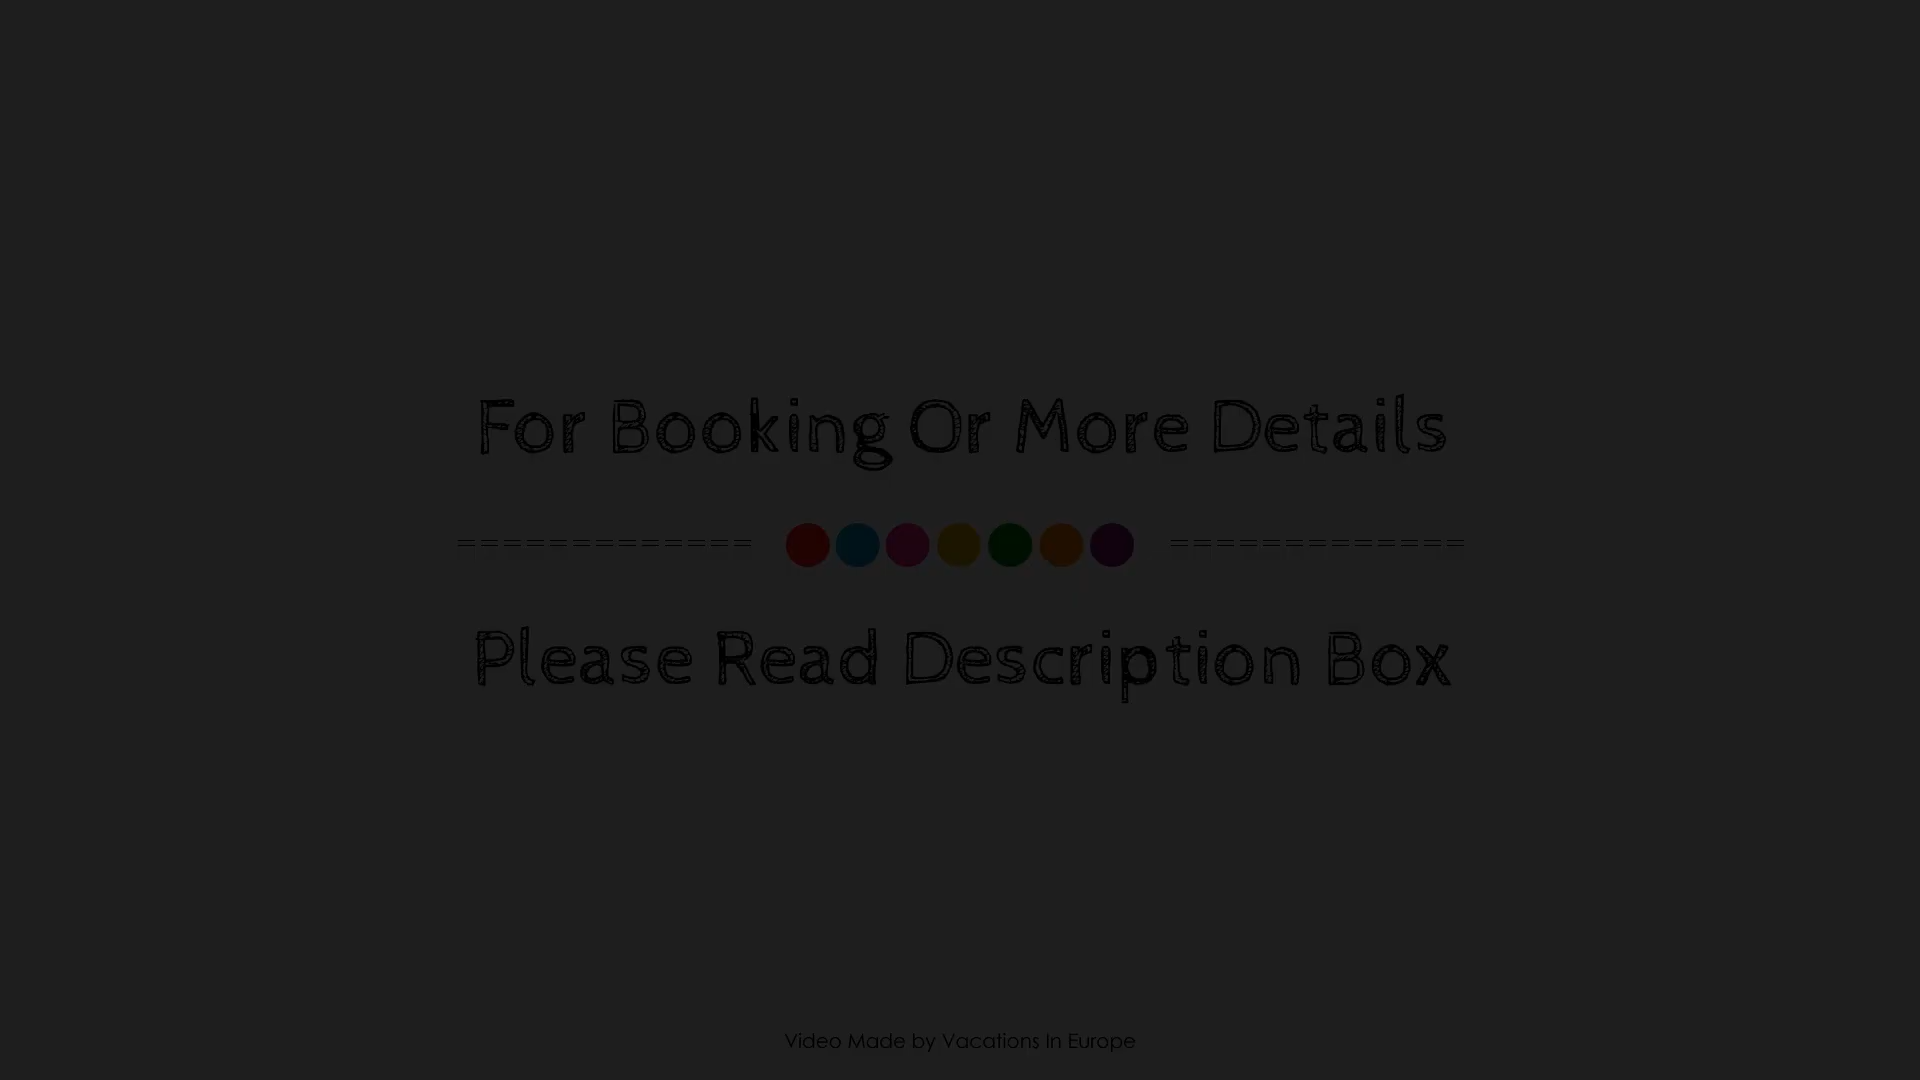 For Booking Or More Details
============= =============
Please Read Description Box
Video Made by Vacations In Europe